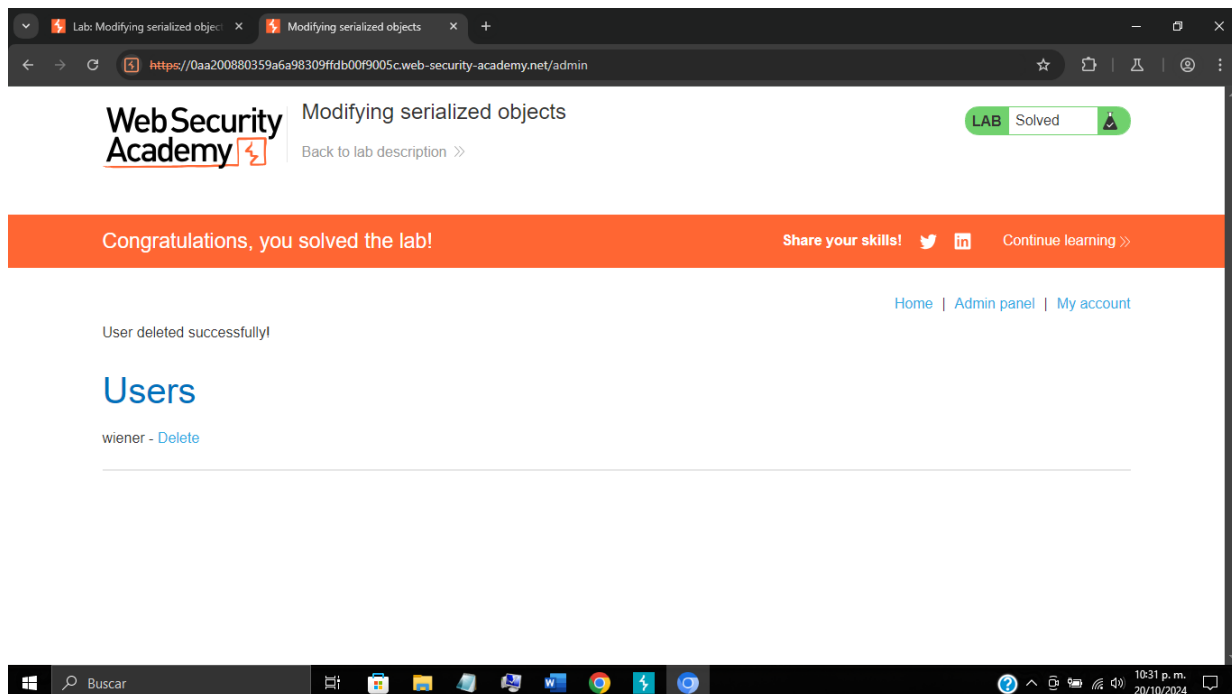 Lab: Modifying serialized objec
Modifying serialized objects
https://0aa200880359a6a98309ffdb00f9005c.web-security-academy.net/admin
Web Security
Academy
Modifying serialized objects
Back to lab description
LAB Solved
Congratulations, you solved the lab!
Share your skills!
Continue learning
Home | Admin panel | My account
User deleted successfully!
Users
wiener - Delete
Buscar
10:31 p. m.
20/10/2024